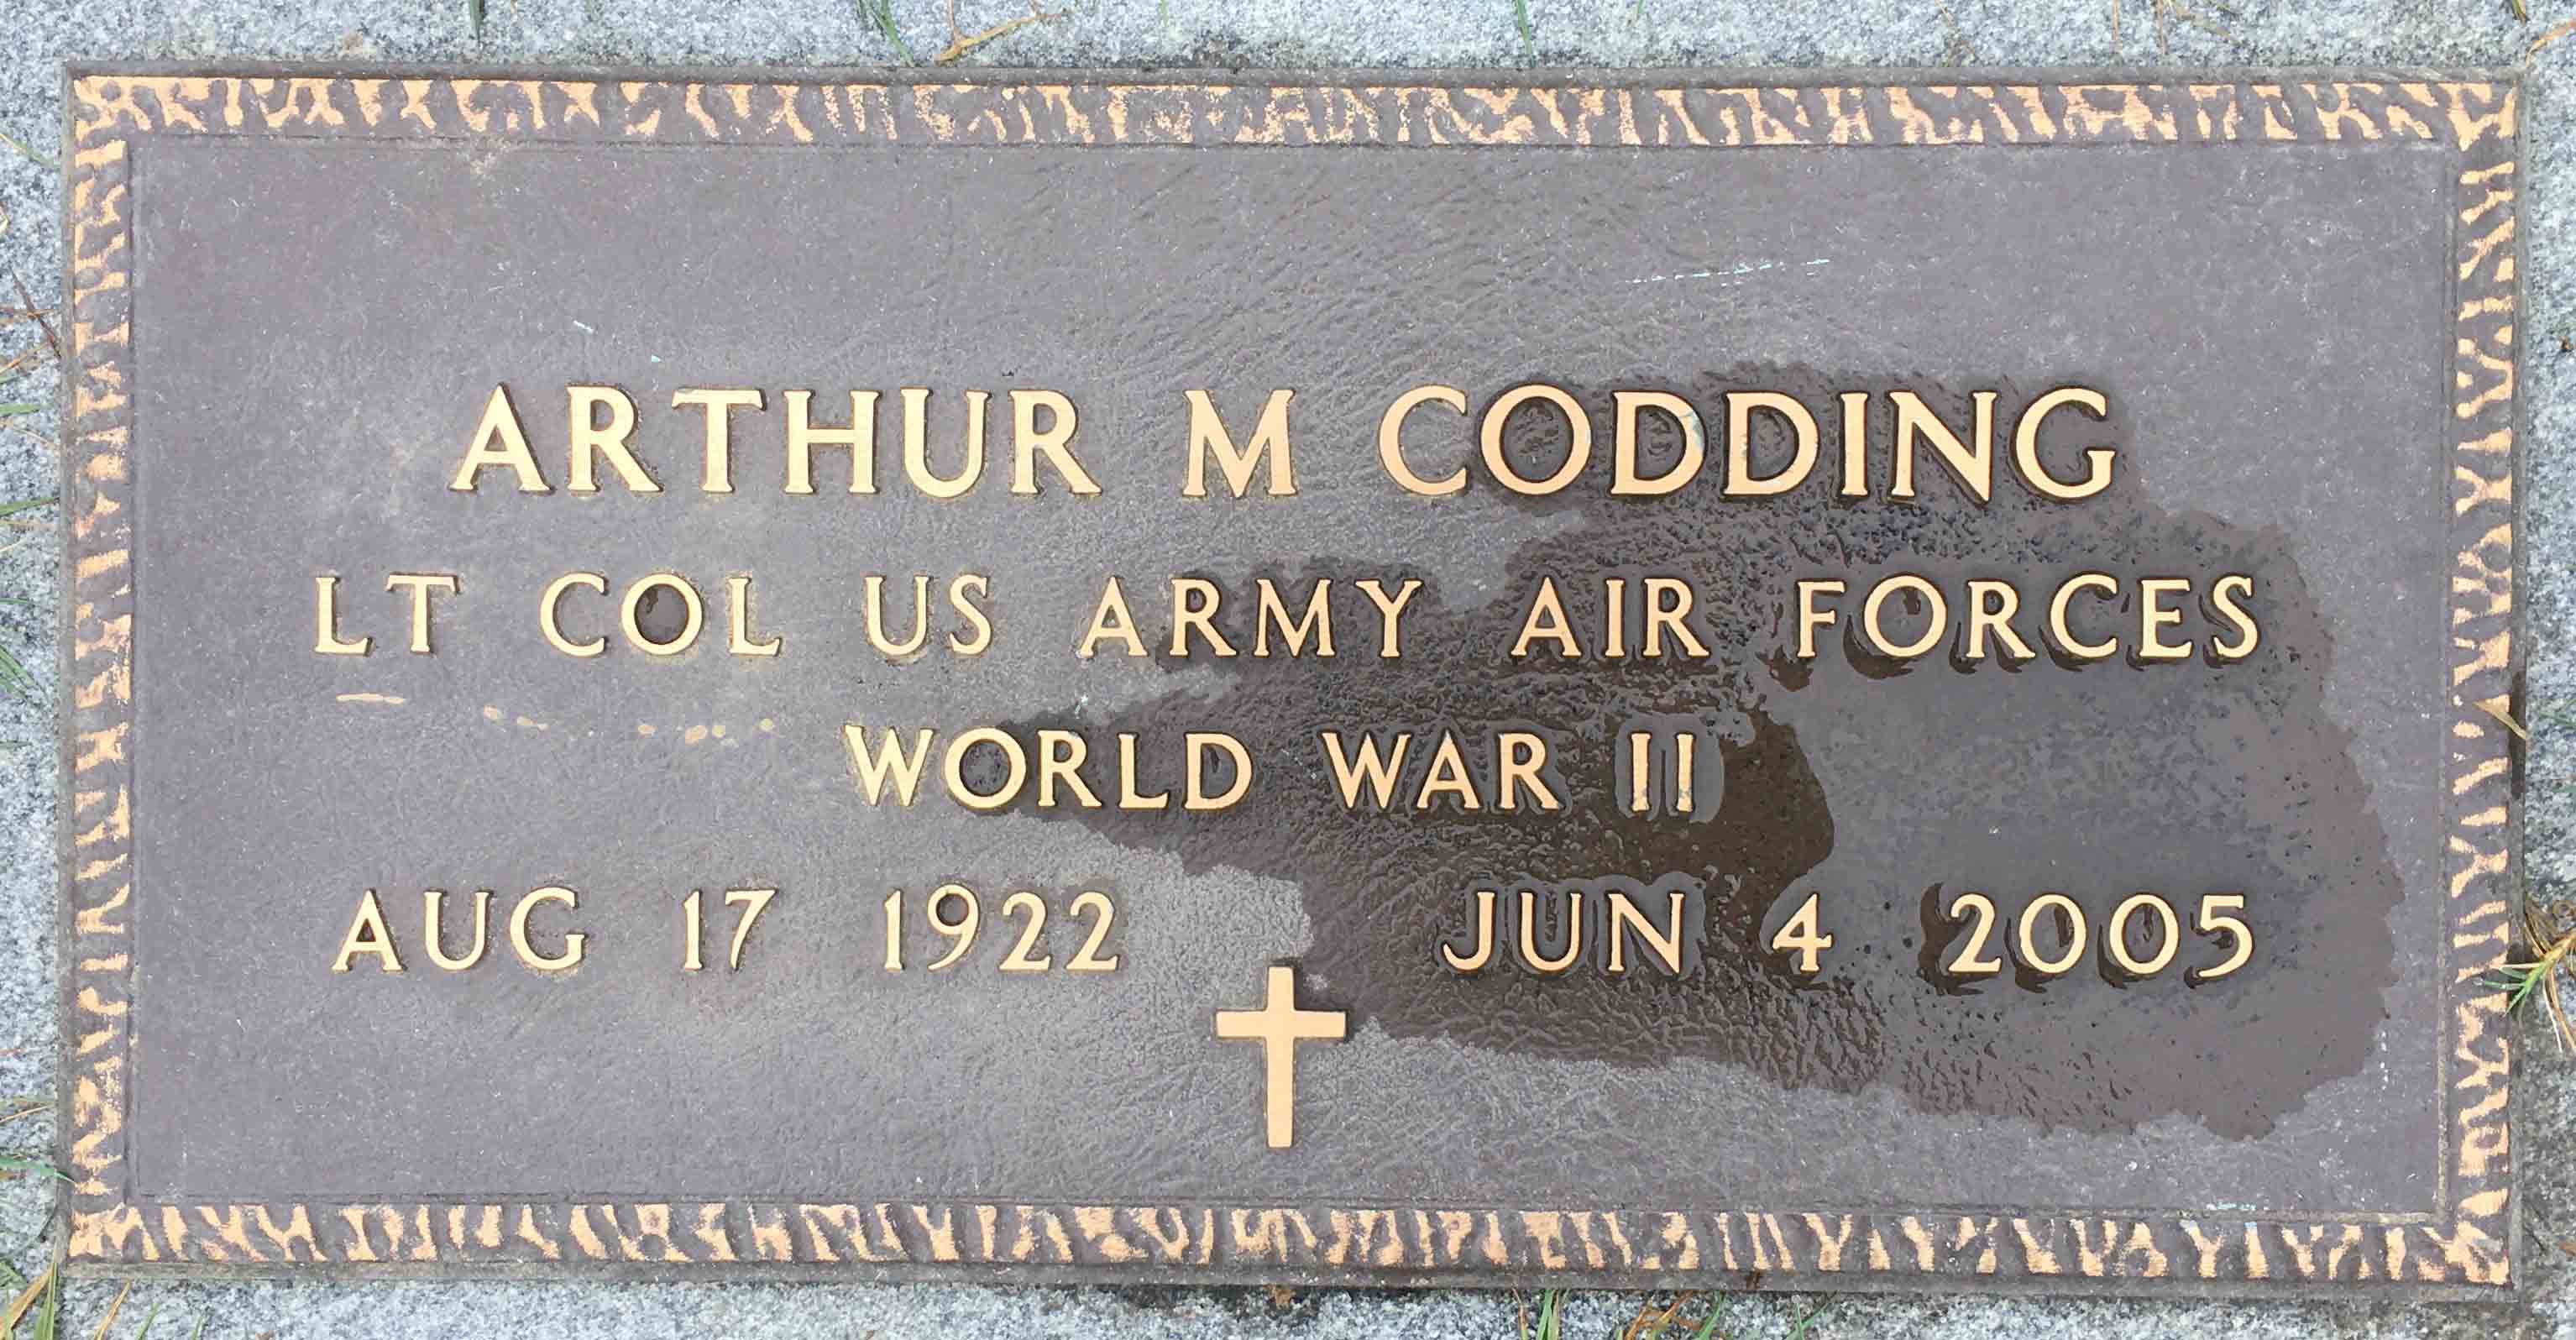 ARTHUR M CODDING
LT COL US ARMY AIR FORCES
WORLD WAR II
AUG 17 1922 JUN 4 2005